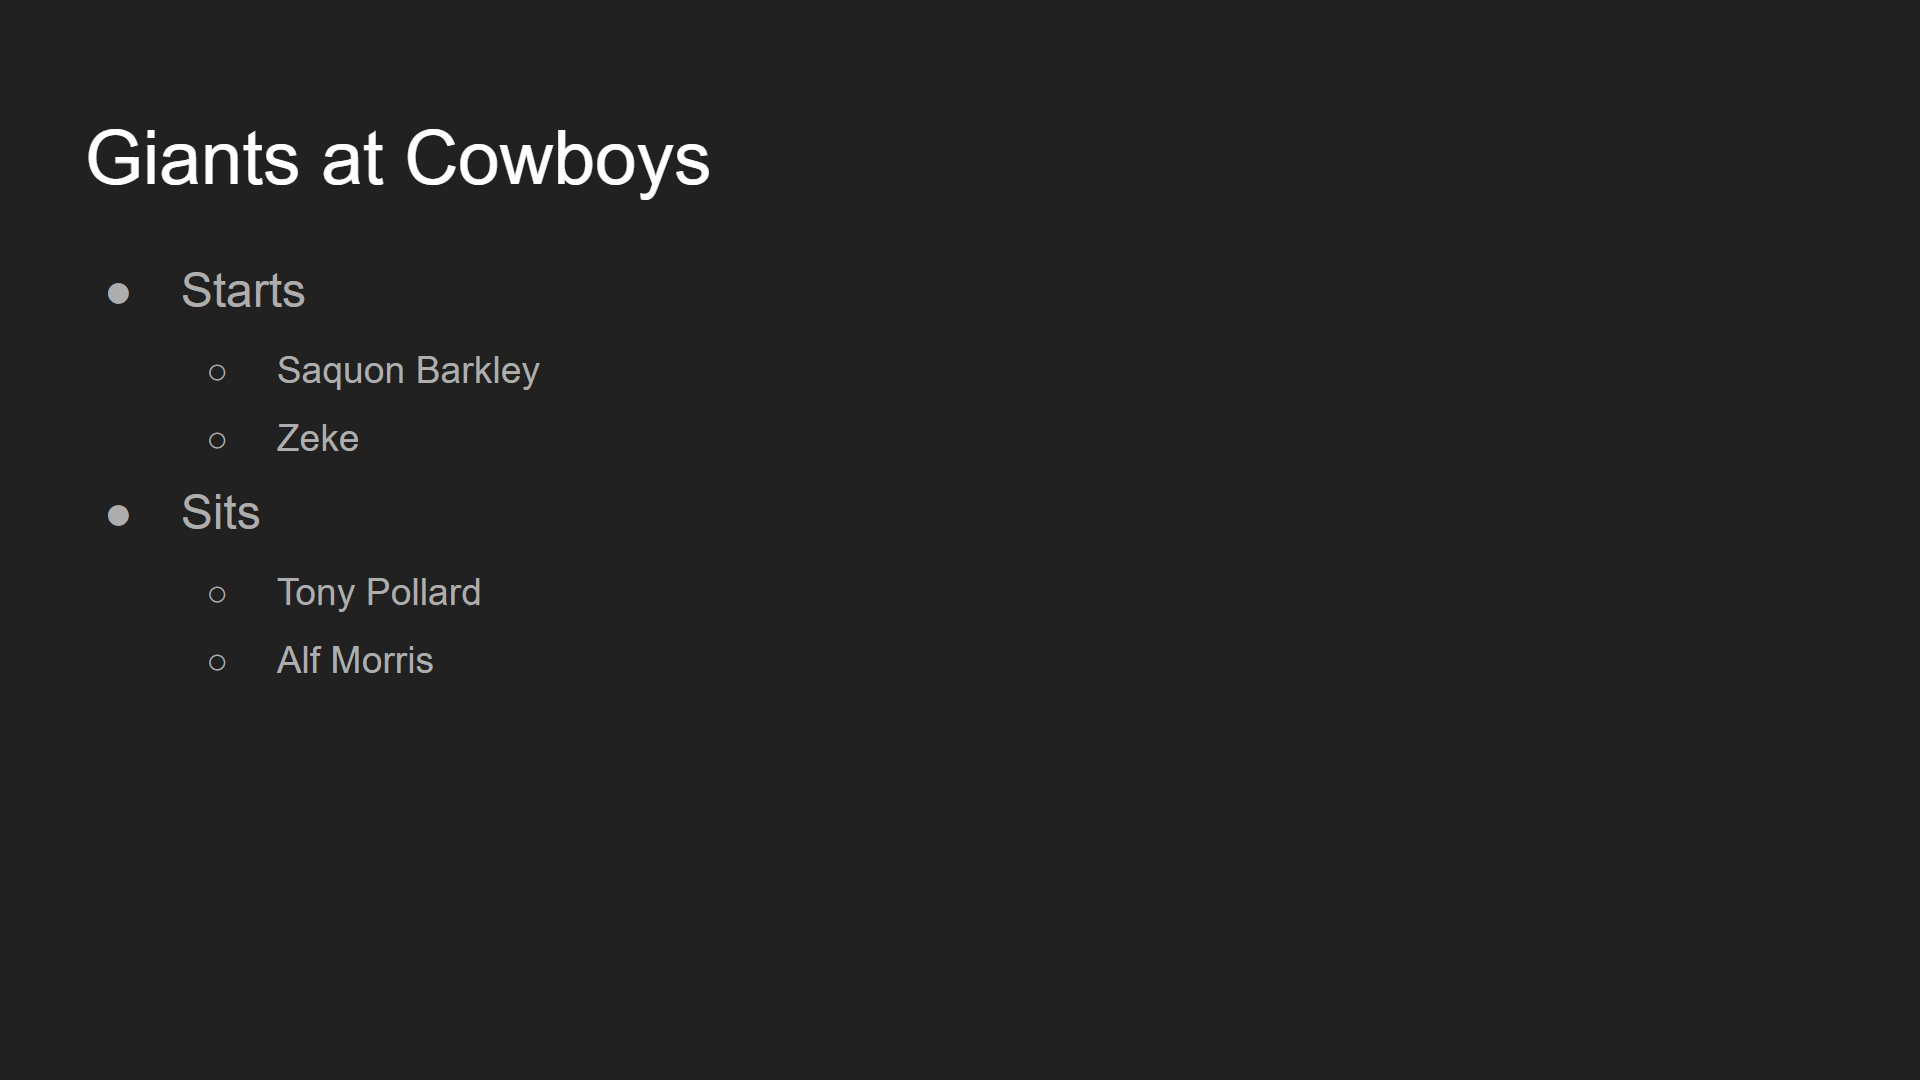 Giants at Cowboys
● Starts
○ Saquon Barkley
○ Zeke
● Sits
○ Tony Pollard
○ Alf Morris